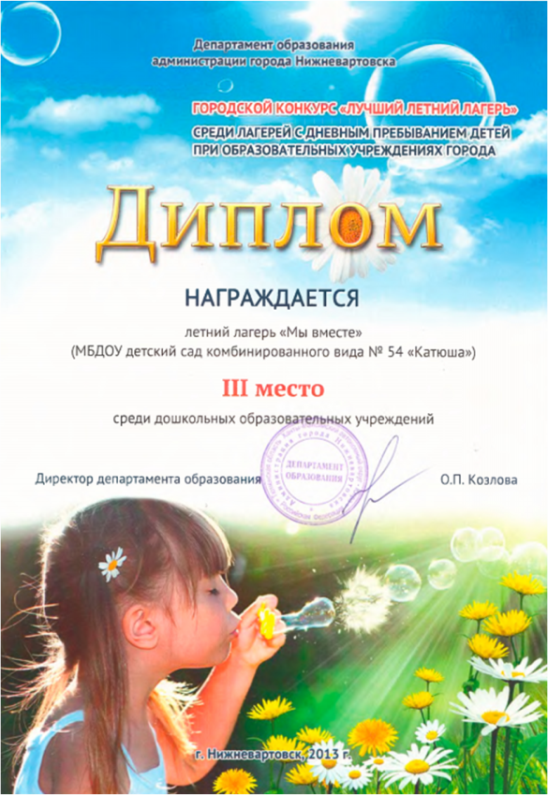 Департамент образования
администрации города Нижневартовска
ГОРОДСКОЙ КОНКУРС «ЛУЧШИЙ ЛЕТНИЙ ЛАГЕРЬ»
СРЕДИ ЛАГЕРЕЙ С ДНЕВНЫМ ПРЕБЫВАНИЕМ ДЕТЕЙ
ПРИ ОБРАЗОВАТЕЛЬНЫХ УЧРЕЖДЕНИЯХ ГОРОДА
Диплом
НАГРАЖДАЕТСЯ
летний лагерь «Мы вместе»
(МБДОУ детский сад комбинированного вида № 54 «Катюша»)
III место
среди дошкольных образовательных учреждений
ДЕПАРТАМЕНТ
ОБРАЗОВАНИЯ
Директор департамента образования О.П. Козлова
г. Нижневартовск, 2013 г.